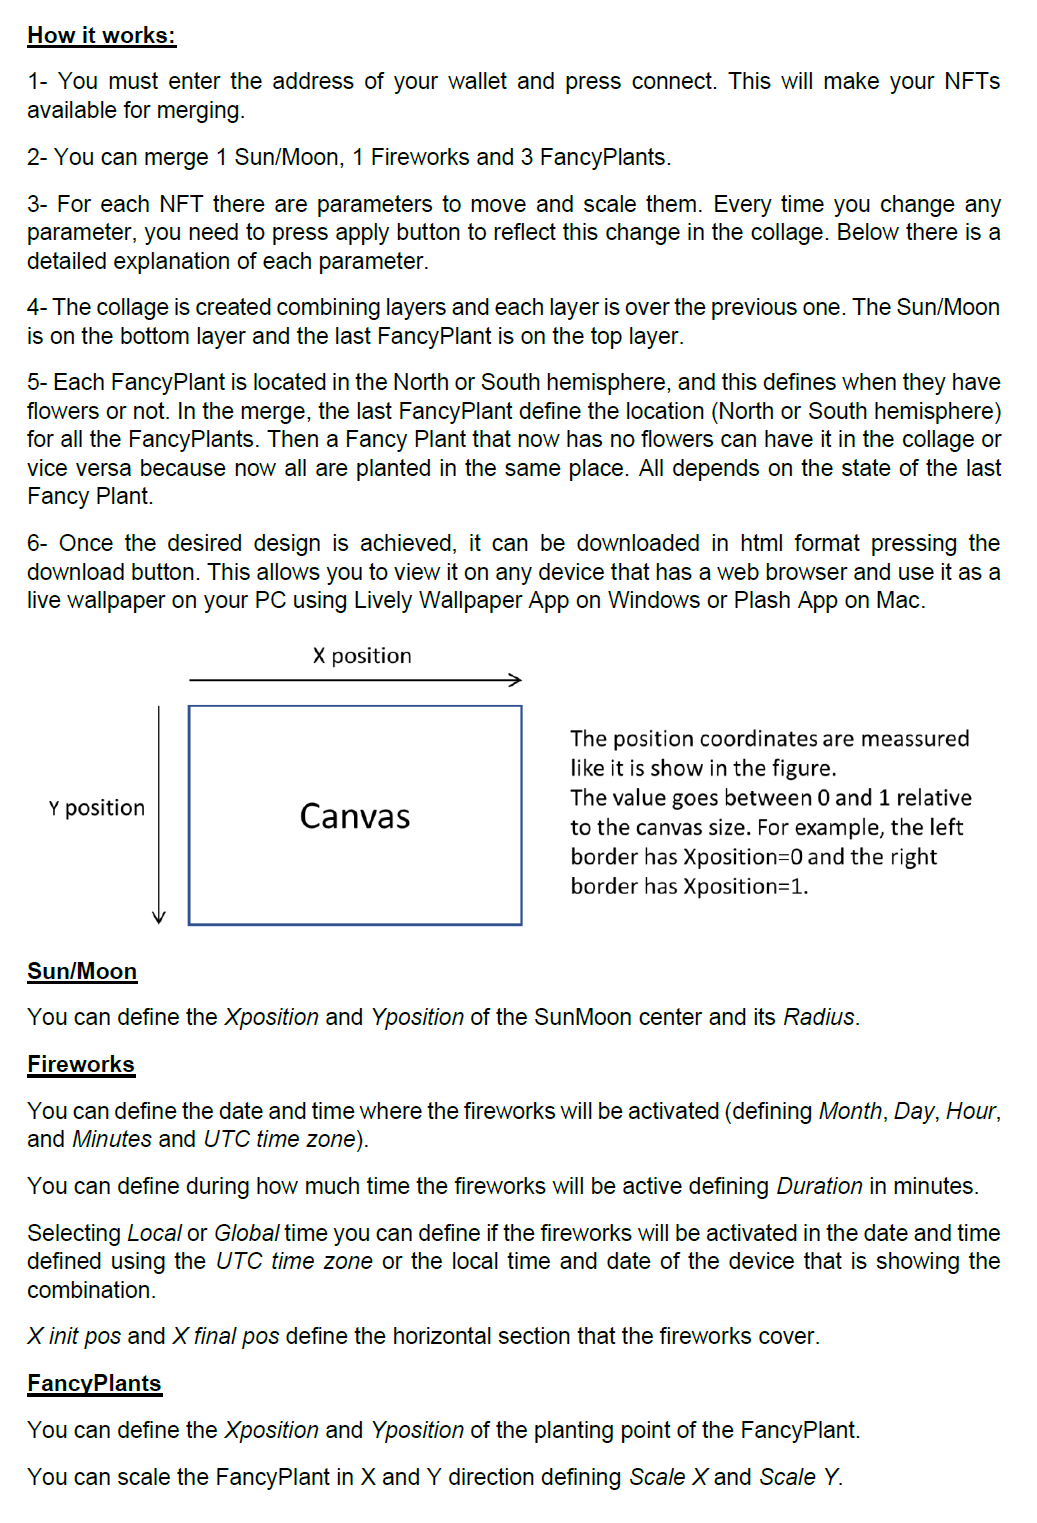 How it works:
1- You must enter the address of your wallet and press connect. This will make your NFTs
available for merging.
2- You can merge 1 Sun/Moon, 1 Fireworks and 3 FancyPlants.
3- For each NFT there are parameters to move and scale them. Every time you change any
parameter, you need to press apply button to reflect this change in the collage. Below there is a
detailed explanation of each parameter.
4- The collage is created combining layers and each layer is over the previous one. The Sun/Moon
is on the bottom layer and the last FancyPlant is on the top layer.
5- Each FancyPlant is located in the North or South hemisphere, and this defines when they have
flowers or not. In the merge, the last FancyPlant define the location (North or South hemisphere)
for all the FancyPlants. Then a Fancy Plant that now has no flowers can have it in the collage or
vice versa because now all are planted in the same place. All depends on the state of the last
Fancy Plant.
6- Once the desired design is achieved, it can be downloaded in html format pressing the
download button. This allows you to view it on any device that has a web browser and use it as a
live wallpaper on your PC using Lively Wallpaper App on Windows or Plash App on Mac.
X position
Y position
Canvas
The position coordinates are meassured
like it is show in the figure.
The value goes between 0 and 1 relative
to the canvas size. For example, the left
border has Xposition=0 and the right
border has Xposition=1.
Sun/Moon
You can define the Xposition and Yposition of the SunMoon center and its Radius.
Fireworks
You can define the date and time where the fireworks will be activated (defining Month, Day, Hour,
and Minutes and UTC time zone).
You can define during how much time the fireworks will be active defining Duration in minutes.
Selecting Local or Global time you can define if the fireworks will be activated in the date and time
defined using the UTC time zone or the local time and date of the device that is showing the
combination.
X init pos and X final pos define the horizontal section that the fireworks cover.
FancyPlants
You can define the Xposition and Yposition of the planting point of the FancyPlant.
You can scale the FancyPlant in X and Y direction defining Scale X and Scale Y.